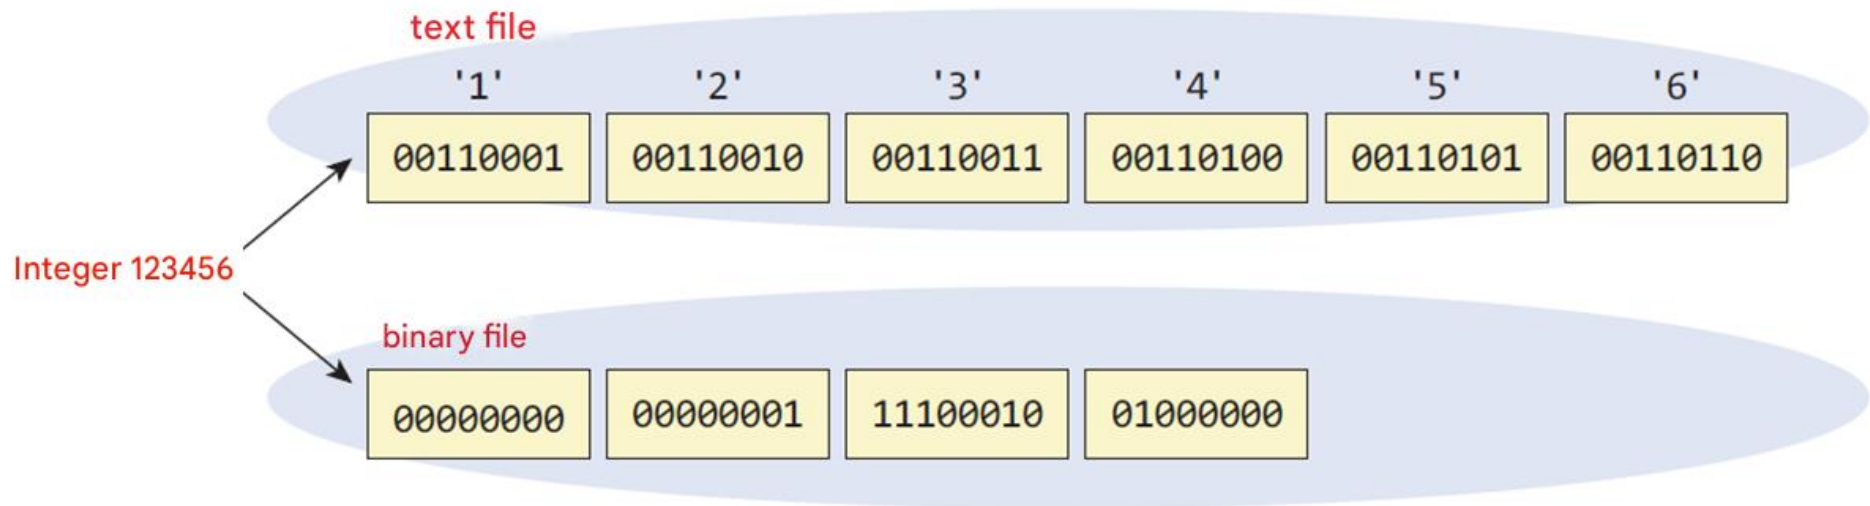 text file
'1' '2' '3' '4' '5' '6'
00110001 00110010 00110011 00110100 00110101 00110110
Integer 123456
binary file
00000000 00000001 11100010 01000000